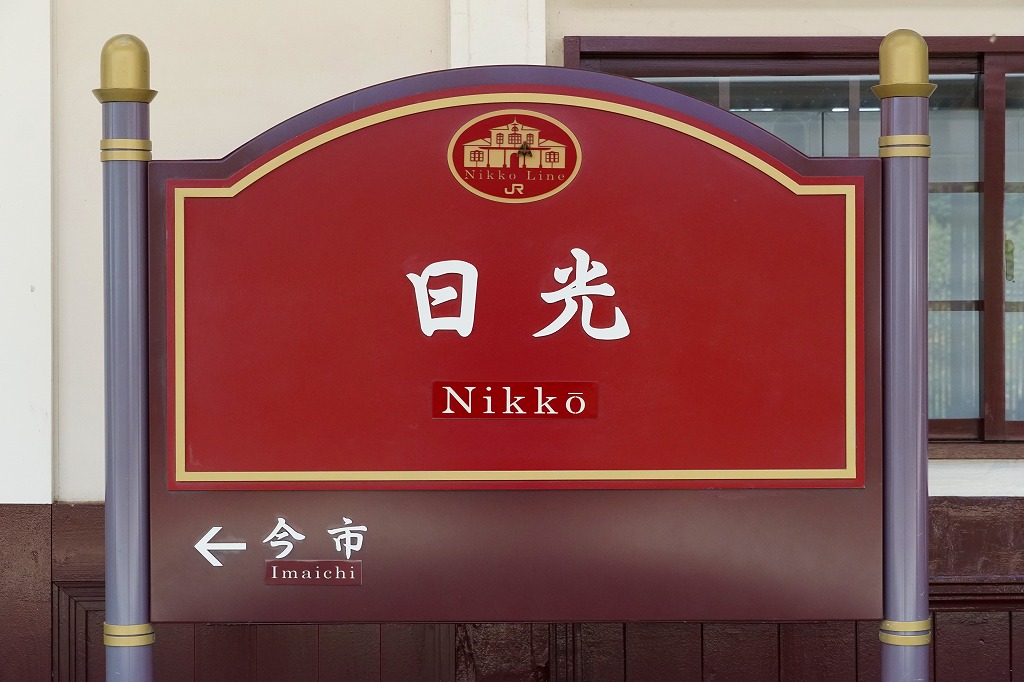 Nikko Line
JR
日光
Nikkō
← 今市
Imaichi